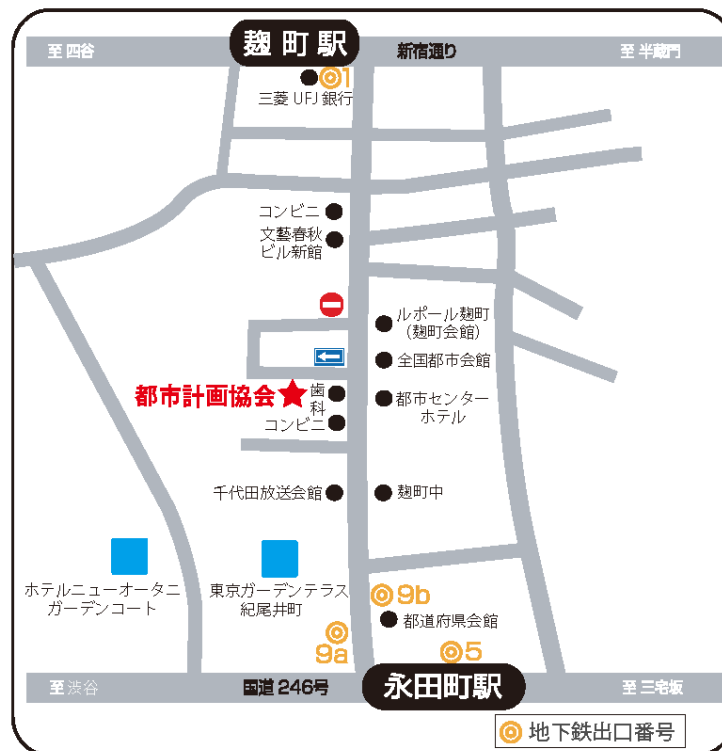 麹町駅
至 四谷
新宿通り
至 半蔵門
1
三菱 UFJ 銀行
コンビニ
文藝春秋
ビル新館
ルポール麹町
(麹町会館)
全国都市会館
都市計画協会
歯
科
コンビニ
都市センター
ホテル
千代田放送会館
麹町中
ホテルニューオータニ
ガーデンコート
東京ガーデンテラス
紀尾井町
9b
都道府県会館
9a
5
至 渋谷
国道 246号
永田町駅
至 三宅坂
地下鉄出口番号